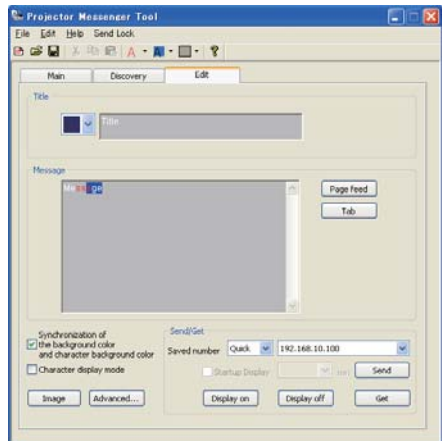 Projector Messenger Tool
File Edit Help Send Lock
Main Discovery Edit
Title
Title
Message
Message
Page feed
Tab
Synchronization of
the background color
and character background color
Character display mode
Send/Get
Saved number Quick 192.168.10.100
Startup Display min Send
Image Advanced... Display on Display off Get